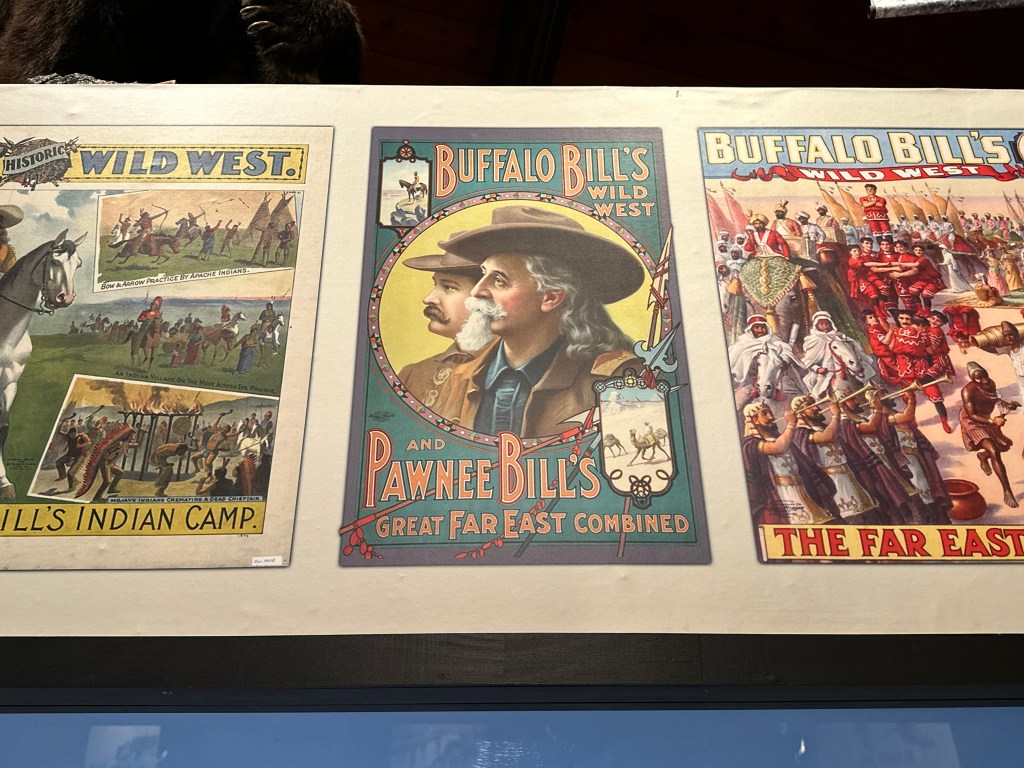 HISTORIC
WILD WEST.
BOW & ARROW PRACTICE BY APACHE INDIANS.
AN INDIAN VILLAGE ON THE MOVE ACROSS THE PRAIRIE.
MOJAVE INDIANS CREMATING A DEAD CHIEFTAIN.
ILL'S INDIAN CAMP.
BUFFALO BILL'S
WILD
WEST
AND
PAWNEE BILL'S
GREAT FAR EAST COMBINED
BUFFALO BILL'S
WILD WEST
THE FAR EAST